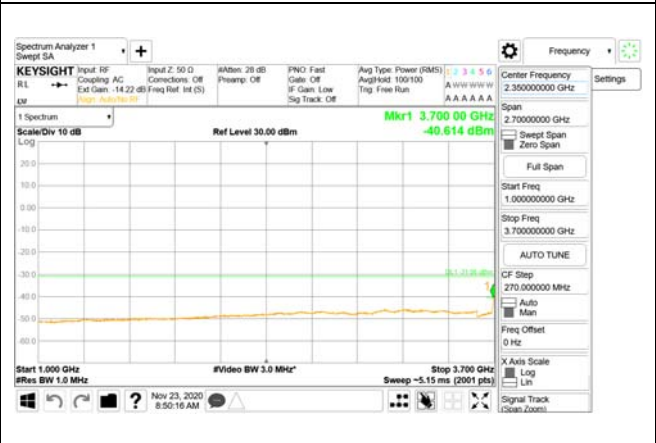 Spectrum Analyzer 1
Swept SA
Frequency
KEYSIGHT
Input: RF
Coupling: AC
Ext Gain: -14.22 dB
Align: Auto/No RF
Input Z: 50 Ω
Corrections: Off
Freq Ref: Int (S)
#Atten: 28 dB
Preamp: Off
PNO: Fast
Gate: Off
IF Gain: Low
Sig Track: Off
Avg Type: Power (RMS)
Avg|Hold: 100/100
Trig: Free Run
1 2 3 4 5 6
A W W W W W
A A A A A A
RL
LXI
1 Spectrum
Scale/Div 10 dB
Log
Ref Level 30.00 dBm
Mkr1 3.700 00 GHz
-40.614 dBm
20.0
10.0
0.00
-10.0
-20.0
-30.0
-40.0
-50.0
-60.0
1
Start 1.000 GHz
#Res BW 1.0 MHz
#Video BW 3.0 MHz*
Stop 3.700 GHz
Sweep ~5.15 ms (2001 pts)
Nov 23, 2020
8:50:16 AM
Center Frequency
2.350000000 GHz
Settings
Span
2.70000000 GHz
Swept Span
Zero Span
Full Span
Start Freq
1.000000000 GHz
Stop Freq
3.700000000 GHz
AUTO TUNE
CF Step
270.000000 MHz
Auto
Man
Freq Offset
0 Hz
X Axis Scale
Log
Lin
Signal Track
(Span Zoom)